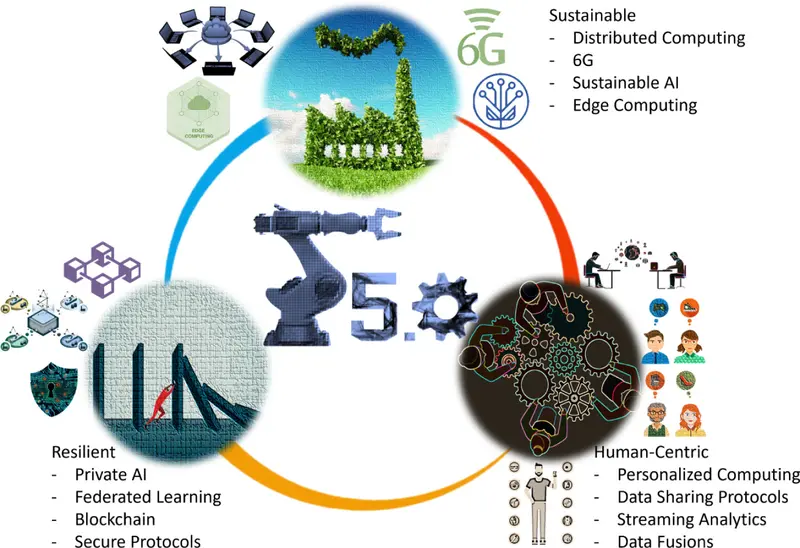 Sustainable
- Distributed Computing
- 6G
- Sustainable AI
- Edge Computing
6G
EDGE
COMPUTING
5.0
Resilient
- Private AI
- Federated Learning
- Blockchain
- Secure Protocols
Human-Centric
- Personalized Computing
- Data Sharing Protocols
- Streaming Analytics
- Data Fusions